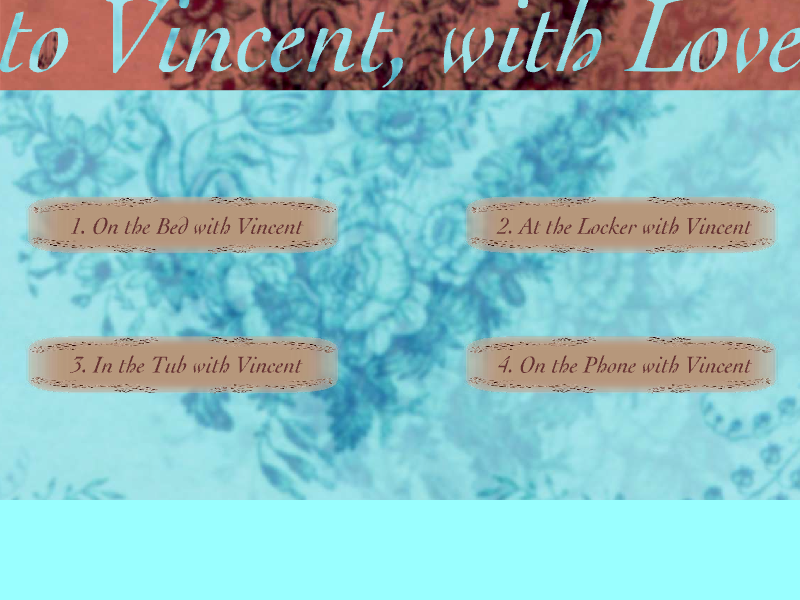 to Vincent, with Love
1. On the Bed with Vincent
2. At the Locker with Vincent
3. In the Tub with Vincent
4. On the Phone with Vincent